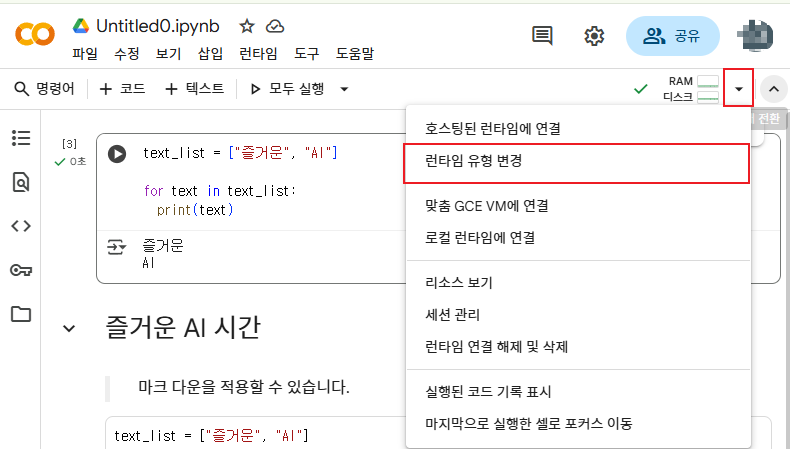 Untitled0.ipynb
파일 수정 보기 삽입 런타임 도구 도움말
공유
명령어 + 코드 + 텍스트 모두 실행
RAM
디스크
전환
호스팅된 런타임에 연결
런타임 유형 변경
맞춤 GCE VM에 연결
로컬 런타임에 연결
리소스 보기
세션 관리
런타임 연결 해제 및 삭제
실행된 코드 기록 표시
마지막으로 실행한 셀로 포커스 이동
[3]
0초
text_list = ["즐거운", "AI"]
for text in text_list:
print(text)
즐거운
AI
즐거운 AI 시간
마크 다운을 적용할 수 있습니다.
text_list = ["즐거운", "AI"]